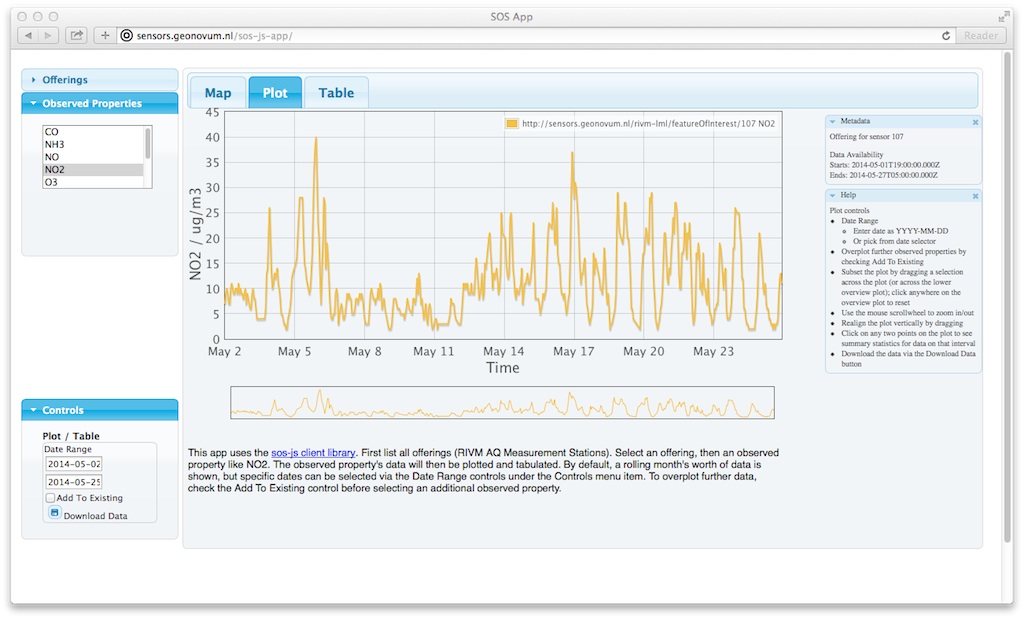 SOS App
sensors.geonovum.nl/sos-js-app/
Reader
Offerings
Observed Properties
CO
NH3
NO
NO2
O3
Controls
Plot / Table
Date Range
2014-05-02
2014-05-25
Add To Existing
Download Data
Map
Plot
Table
http://sensors.geonovum.nl/rivm-lml/featureOfInterest/107 NO2
45
40
35
30
25
20
15
10
5
0
NO2 / ug/m3
May 2 May 5 May 8 May 11 May 14 May 17 May 20 May 23
Time
This app uses the sos-js client library. First list all offerings (RIVM AQ Measurement Stations). Select an offering, then an observed
property like NO2. The observed property's data will then be plotted and tabulated. By default, a rolling month's worth of data is
shown, but specific dates can be selected via the Date Range controls under the Controls menu item. To overplot further data,
check the Add To Existing control before selecting an additional observed property.
Metadata
Offering for sensor 107
Data Availability
Starts: 2014-05-01T19:00:00.000Z
Ends: 2014-05-27T05:00:00.000Z
Help
Plot controls
Date Range
Enter date as YYYY-MM-DD
Or pick from date selector
Overplot further observed properties by
checking Add To Existing
Subset the plot by dragging a selection
across the plot (or across the lower
overview plot); click anywhere on the
overview plot to reset
Use the mouse scrollwheel to zoom in/out
Realign the plot vertically by dragging
Click on any two points on the plot to see
summary statistics for data on that interval
Download the data via the Download Data
button